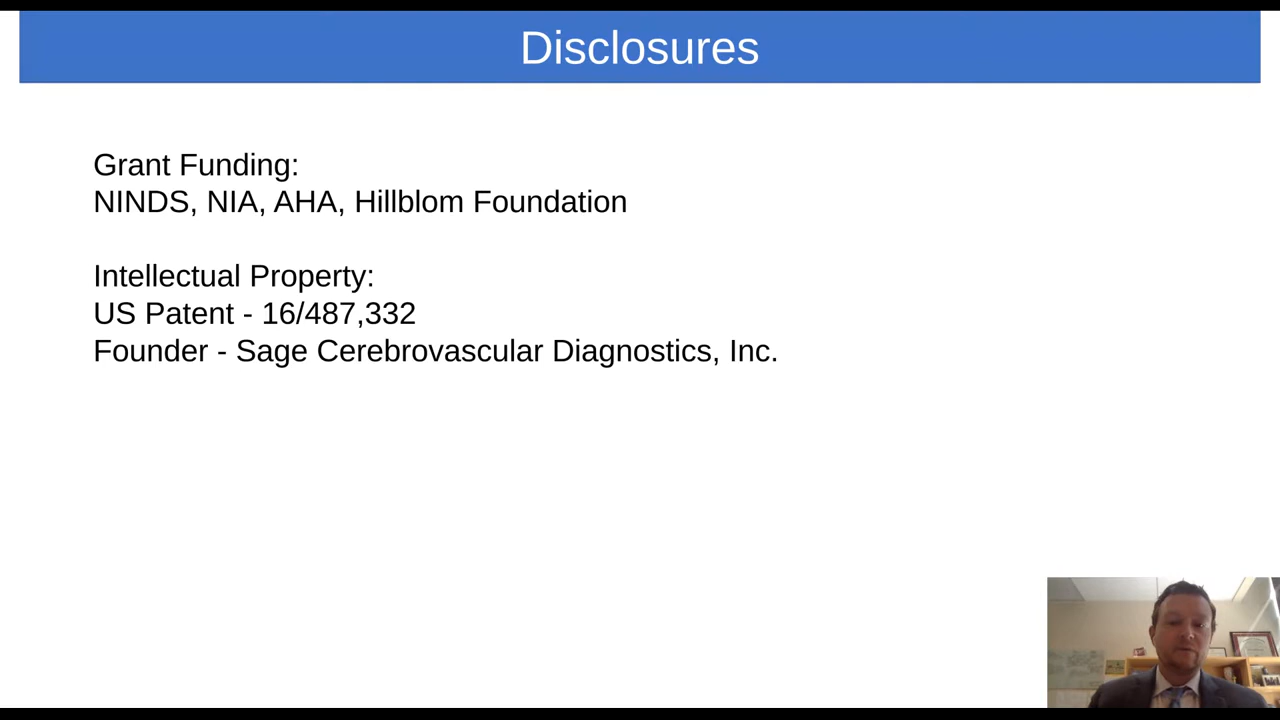 Disclosures
Grant Funding:
NINDS, NIA, AHA, Hillblom Foundation
Intellectual Property:
US Patent - 16/487,332
Founder - Sage Cerebrovascular Diagnostics, Inc.